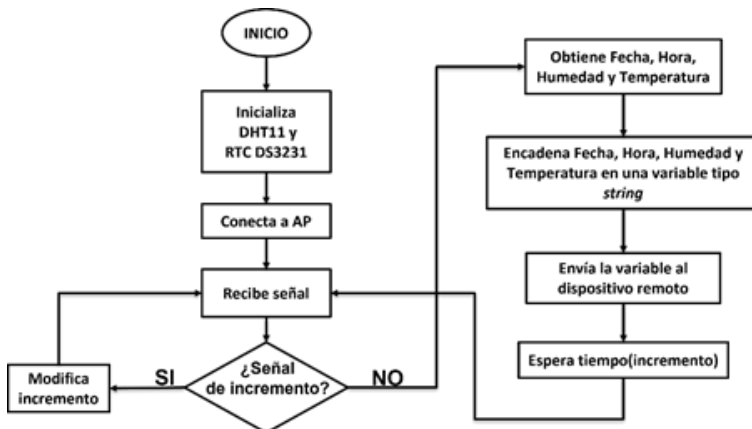 INICIO
Inicializa
DHT11 y
RTC DS3231
Conecta a AP
Recibe señal
¿Señal
de incremento?
SI
NO
Modifica
incremento
Obtiene Fecha, Hora,
Humedad y Temperatura
Encadena Fecha, Hora, Humedad y
Temperatura en una variable tipo
string
Envía la variable al
dispositivo remoto
Espera tiempo(incremento)